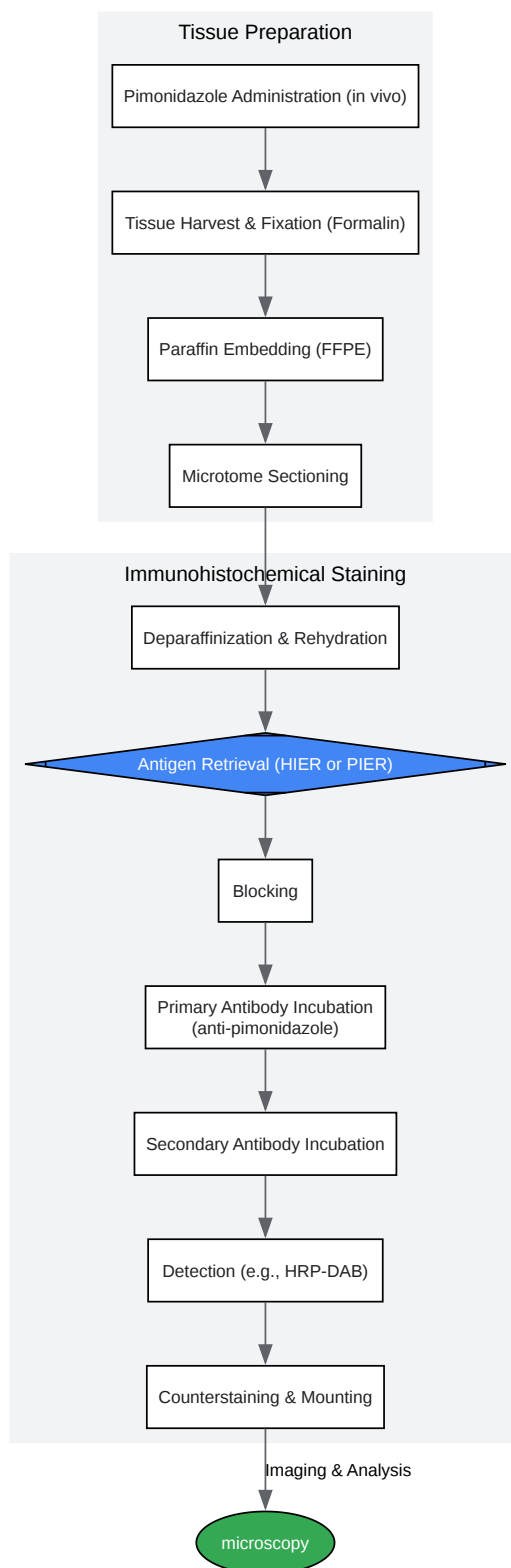 Tissue Preparation
Pimonidazole Administration (in vivo)
Tissue Harvest & Fixation (Formalin)
Paraffin Embedding (FFPE)
Microtome Sectioning
Immunohistochemical Staining
Deparaffinization & Rehydration
Antigen Retrieval (HIER or PIER)
Blocking
Primary Antibody Incubation
(anti-pimonidazole)
Secondary Antibody Incubation
Detection (e.g., HRP-DAB)
Counterstaining & Mounting
Imaging & Analysis
microscopy